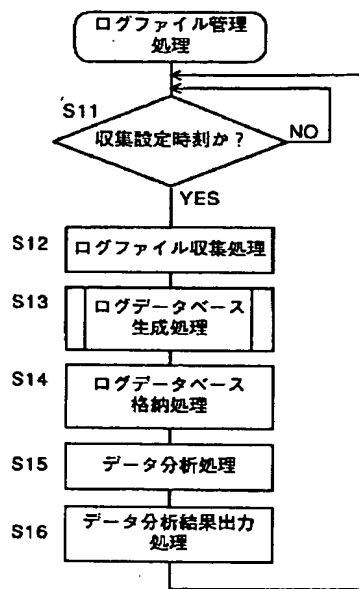 ログファイル管理
処理
S11
収集設定時刻か？
NO
YES
S12
ログファイル収集処理
S13
ログデータベース
生成処理
S14
ログデータベース
格納処理
S15
データ分析処理
S16
データ分析結果出力
処理